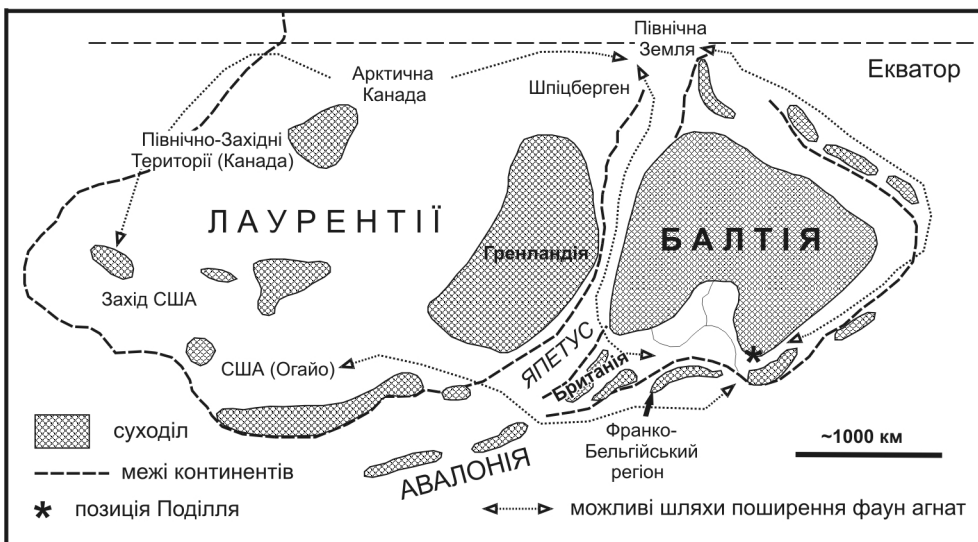 Північна
Земля
Екватор
Арктична
Канада
Шпіцберген
Північно-Західні
Території (Канада)
ЛАУРЕНТІЇ
БАЛТІЯ
Гренландія
Захід США
ЯПЕТУС
США (Огайо)
Британія
суходіл
Франко-
Бельгійський
регіон
~1000 км
межі континентів
АВАЛОНІЯ
* позиція Поділля
можливі шляхи поширення фаун агнат